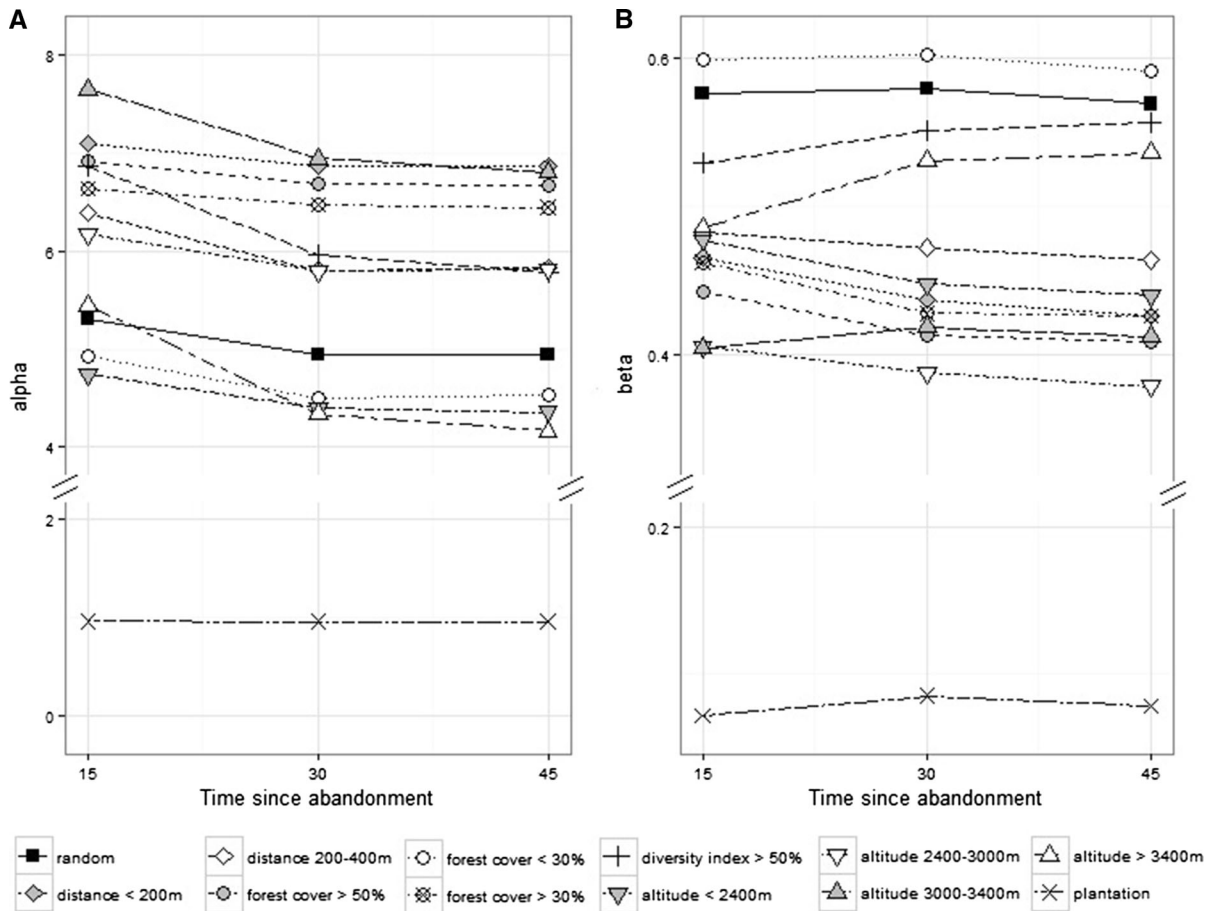 A
8
6
4
2
0
alpha
15 30 45
Time since abandonment
B
0.6
0.4
0.2
beta
15 30 45
Time since abandonment
random distance 200-400m forest cover < 30% diversity index > 50% altitude 2400-3000m altitude > 3400m
distance < 200m forest cover > 50% forest cover > 30% altitude < 2400m altitude 3000-3400m plantation